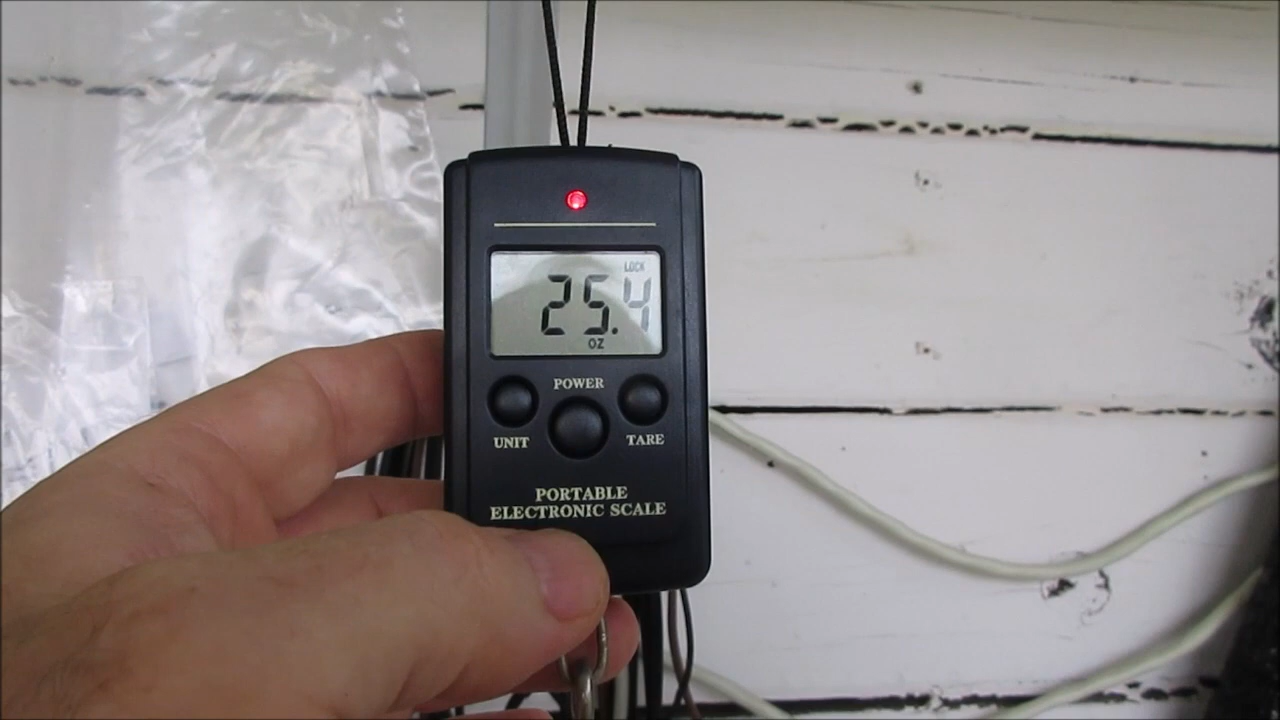 LOCK
25.4
OZ
POWER
UNIT
TARE
PORTABLE
ELECTRONIC SCALE